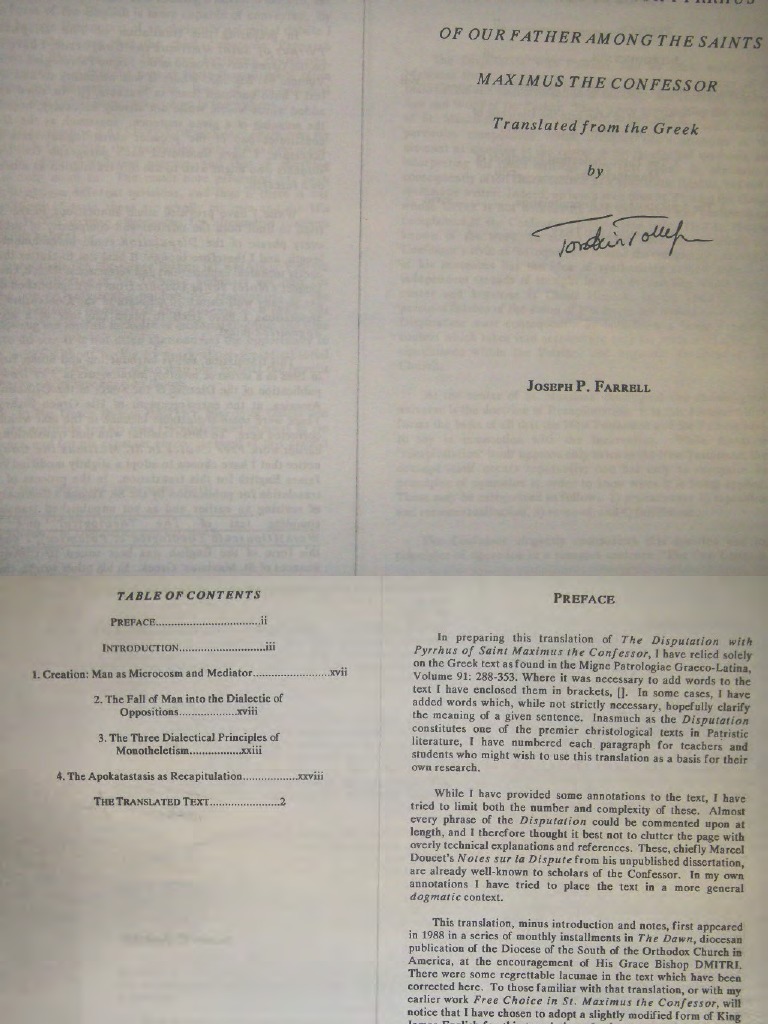 OF OUR FATHER AMONG THE SAINTS
MAXIMUS THE CONFESSOR
Translated from the Greek
by
JOSEPH P. FARRELL
TABLE OF CONTENTS
PREFACE.................................ii
INTRODUCTION...........................iii
1. Creation: Man as Microcosm and Mediator........................xvii
2. The Fall of Man into the Dialectic of
Oppositions.................xviii
3. The Three Dialectical Principles of
Monotheletism................xxiii
4. The Apokatastasis as Recapitulation.................xxviii
THE TRANSLATED TEXT......................2
PREFACE
In preparing this translation of The Disputation with
Pyrrhus of Saint Maximus the Confessor, I have relied solely
on the Greek text as found in the Migne Patrologiae Graeco-Latina,
Volume 91: 288-353. Where it was necessary to add words to the
text I have enclosed them in brackets, []. In some cases, I have
added words which, while not strictly necessary, hopefully clarify
the meaning of a given sentence. Inasmuch as the Disputation
constitutes one of the premier christological texts in Patristic
literature, I have numbered each paragraph for teachers and
students who might wish to use this translation as a basis for their
own research.
While I have provided some annotations to the text, I have
tried to limit both the number and complexity of these. Almost
every phrase of the Disputation could be commented upon at
length, and I therefore thought it best not to clutter the page with
overly technical explanations and references. These, chiefly Marcel
Doucet's Notes sur la Dispute from his unpublished dissertation,
are already well-known to scholars of the Confessor. In my own
annotations I have tried to place the text in a more general
dogmatic context.
This translation, minus introduction and notes, first appeared
in 1988 in a series of monthly installments in The Dawn, diocesan
publication of the Diocese of the South of the Orthodox Church in
America, at the encouragement of His Grace Bishop DMITRI.
There were some regrettable lacunae in the text which have been
corrected here. To those familiar with that translation, or with my
earlier work Free Choice in St. Maximus the Confessor, will
notice that I have chosen to adopt a slightly modified form of King